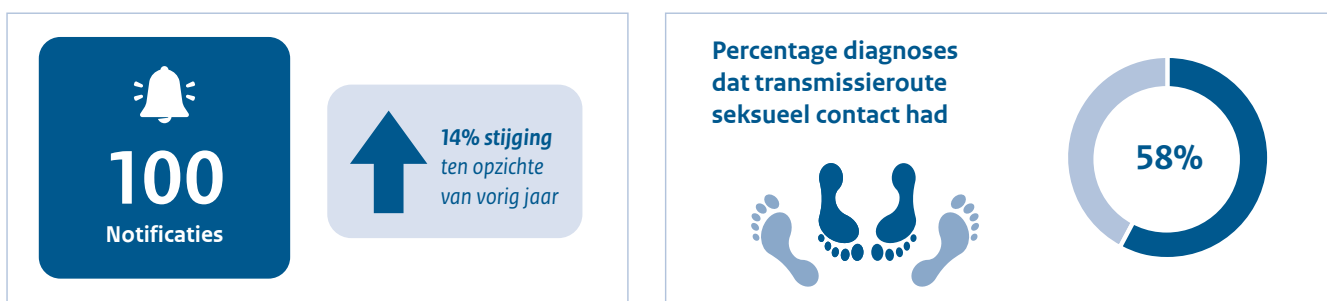 100
Notificaties
14% stijging
ten opzichte
van vorig jaar
Percentage diagnoses
dat transmissieroute
seksueel contact had
58%